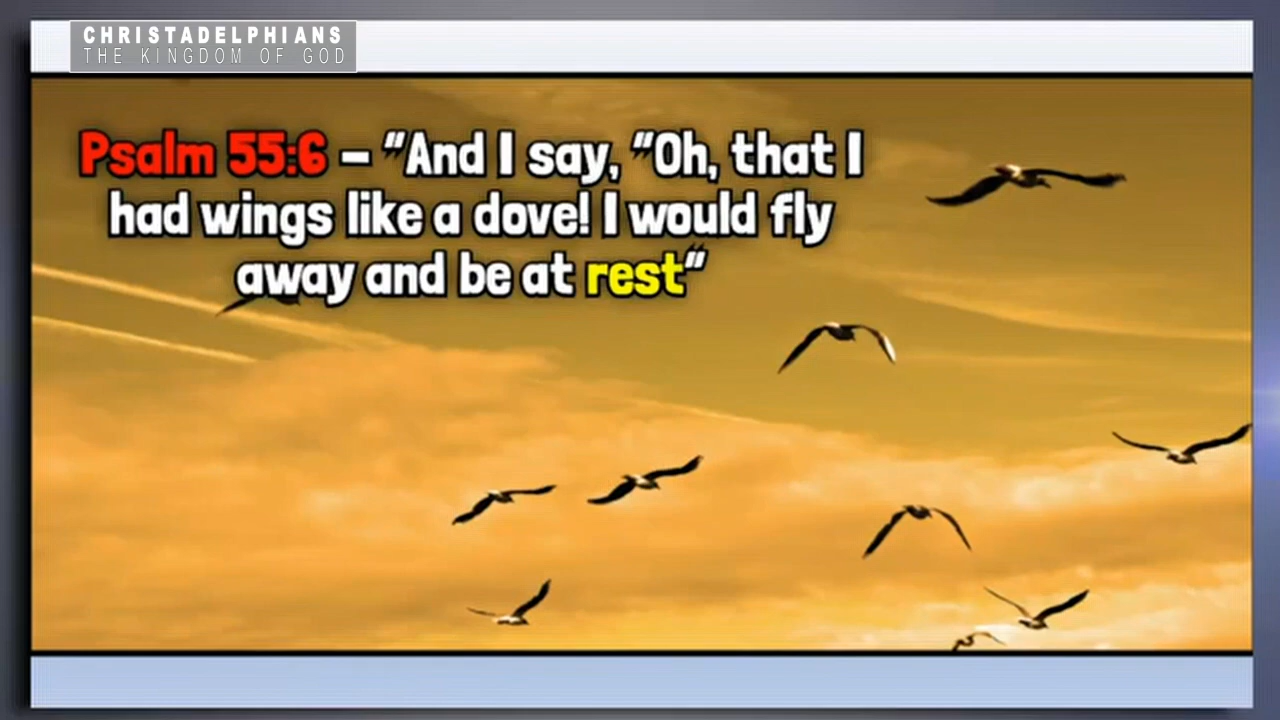 CHRISTADELPHIANS
THE KINGDOM OF GOD
Psalm 55:6 – "And I say, "Oh, that I
had wings like a dove! I would fly
away and be at rest"